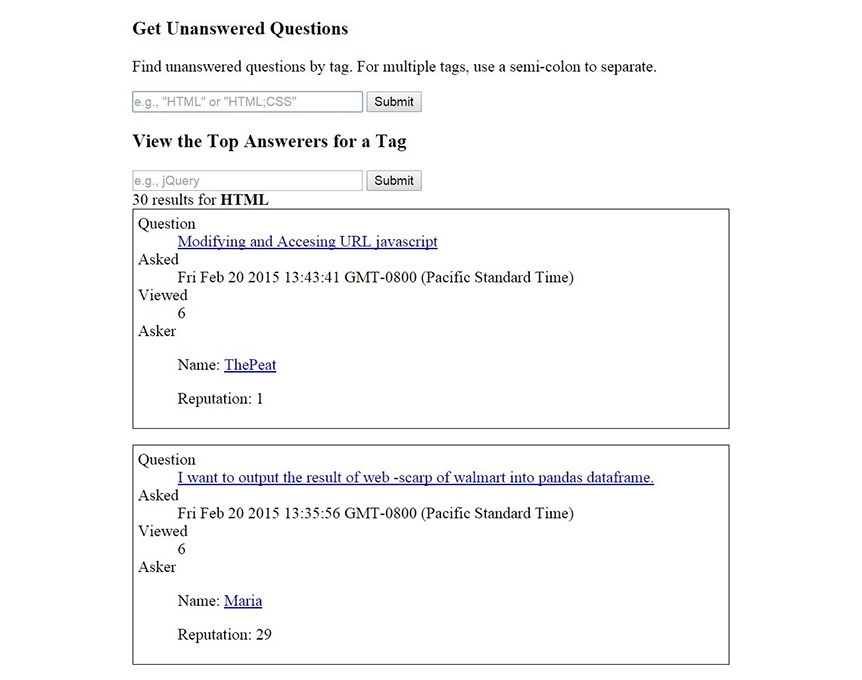 Get Unanswered Questions
Find unanswered questions by tag. For multiple tags, use a semi-colon to separate.
e.g., "HTML" or "HTML;CSS" Submit
View the Top Answerers for a Tag
e.g., jQuery Submit
30 results for HTML
Question
Modifying and Accesing URL javascript
Asked
Fri Feb 20 2015 13:43:41 GMT-0800 (Pacific Standard Time)
Viewed
6
Asker
Name: ThePeat
Reputation: 1
Question
I want to output the result of web -scarp of walmart into pandas dataframe.
Asked
Fri Feb 20 2015 13:35:56 GMT-0800 (Pacific Standard Time)
Viewed
6
Asker
Name: Maria
Reputation: 29